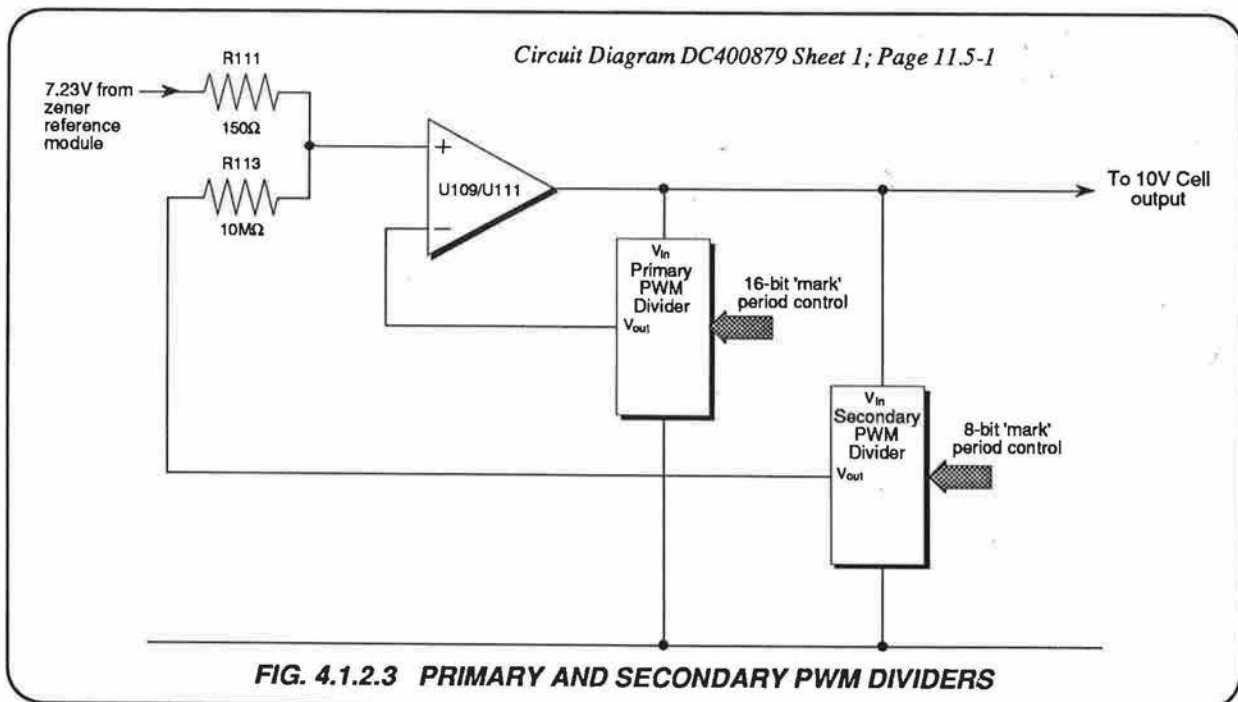 Circuit Diagram DC400879 Sheet 1; Page 11.5-1
R111
7.23V from
zener
reference
module
150Ω
R113
10MΩ
+
U109/U111
−
To 10V Cell
output
Vin
Primary
PWM
Divider
Vout
16-bit 'mark'
period control
Vin
Secondary
PWM
Divider
Vout
8-bit 'mark'
period control
FIG. 4.1.2.3 PRIMARY AND SECONDARY PWM DIVIDERS